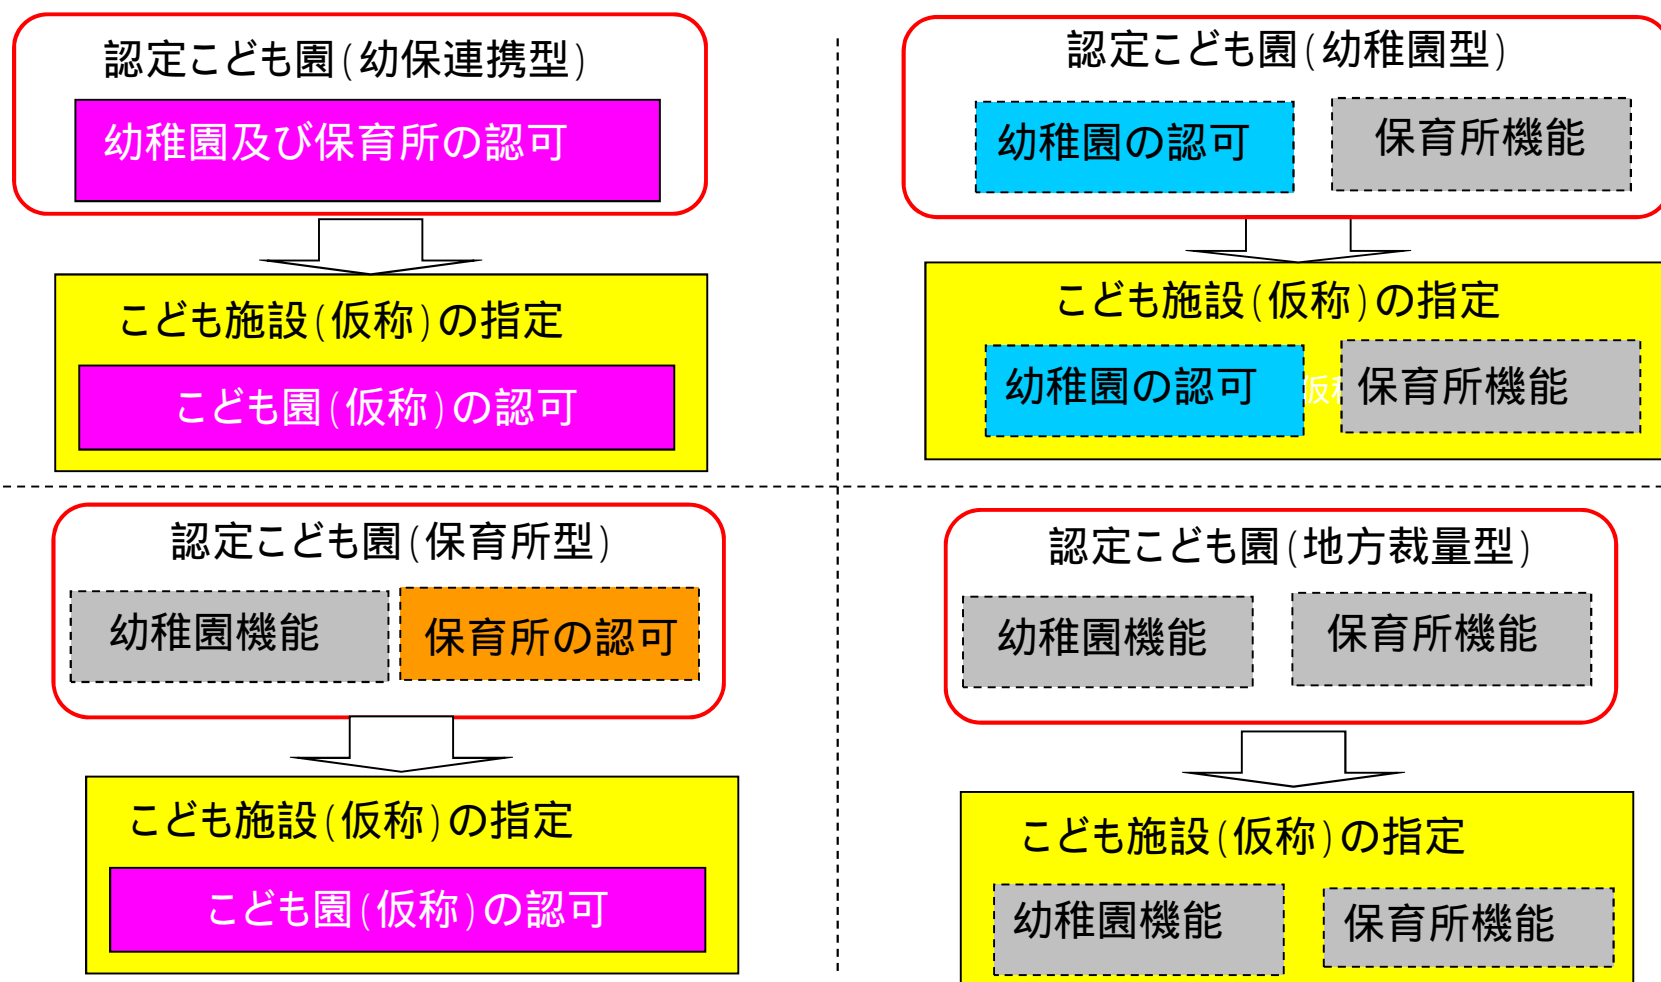 認定こども園(幼保連携型)
幼稚園及び保育所の認可
こども施設(仮称)の指定
こども園(仮称)の認可
認定こども園(幼稚園型)
幼稚園の認可
保育所機能
こども施設(仮称)の指定
幼稚園の認可
保育所機能
認定こども園(保育所型)
幼稚園機能
保育所の認可
こども施設(仮称)の指定
こども園(仮称)の認可
認定こども園(地方裁量型)
幼稚園機能
保育所機能
こども施設(仮称)の指定
幼稚園機能
保育所機能